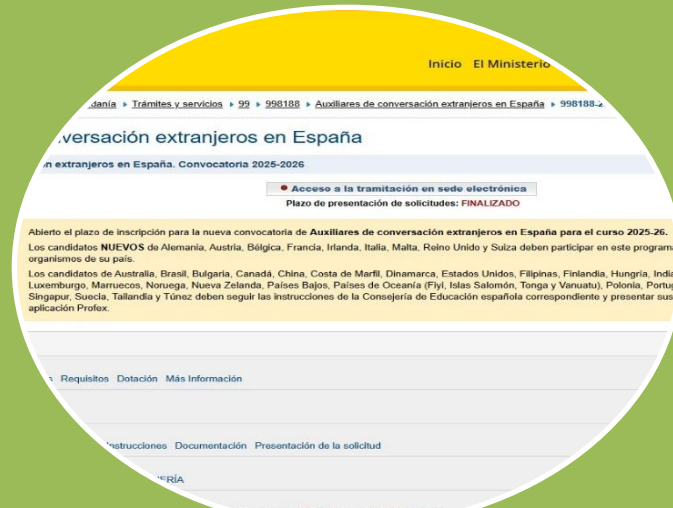 Inicio El Ministerio
Trámites y servicios ▸ 99 ▸ 998188 ▸ Auxiliares de conversación extranjeros en España ▸ 998188-
versación extranjeros en España
extranjeros en España. Convocatoria 2025-2026
Acceso a la tramitación en sede electrónica
Plazo de presentación de solicitudes: FINALIZADO
Abierto el plazo de inscripción para la nueva convocatoria de Auxiliares de conversación extranjeros en España para el curso 2025-26.
Los candidatos NUEVOS de Alemania, Austria, Bélgica, Francia, Irlanda, Italia, Malta, Reino Unido y Suiza deben participar en este programa
organismos de su país.
Los candidatos de Australia, Brasil, Bulgaria, Canadá, China, Costa de Marfil, Dinamarca, Estados Unidos, Filipinas, Finlandia, Hungría, India
Luxemburgo, Marruecos, Noruega, Nueva Zelanda, Países Bajos, Países de Oceanía (Fiyi, Islas Salomón, Tonga y Vanuatu), Polonia, Portug
Singapur, Suecia, Tailandia y Túnez deben seguir las instrucciones de la Consejería de Educación española correspondiente y presentar sus
aplicación Profex.
Requisitos Dotación Más Información
Instrucciones Documentación Presentación de la solicitud
ERÍA